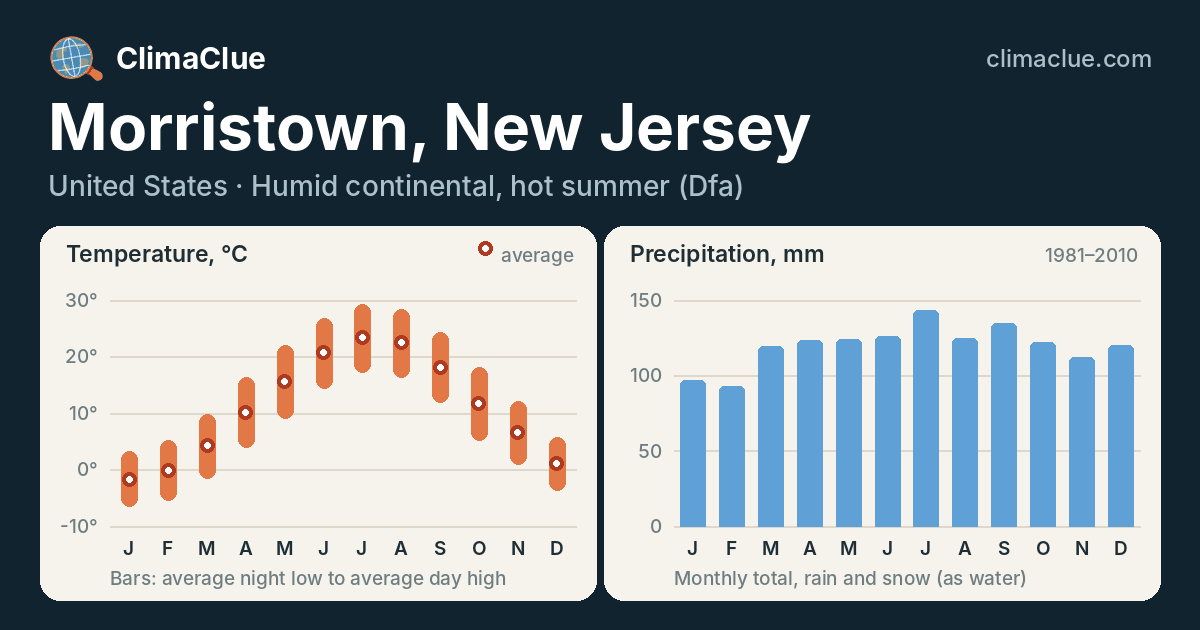 ClimaClue
climaclue.com
Morristown, New Jersey
United States · Humid continental, hot summer (Dfa)
Temperature, °C
average
30°
20°
10°
0°
-10°
J F M A M J J A S O N D
Bars: average night low to average day high
Precipitation, mm
1981–2010
150
100
50
0
J F M A M J J A S O N D
Monthly total, rain and snow (as water)